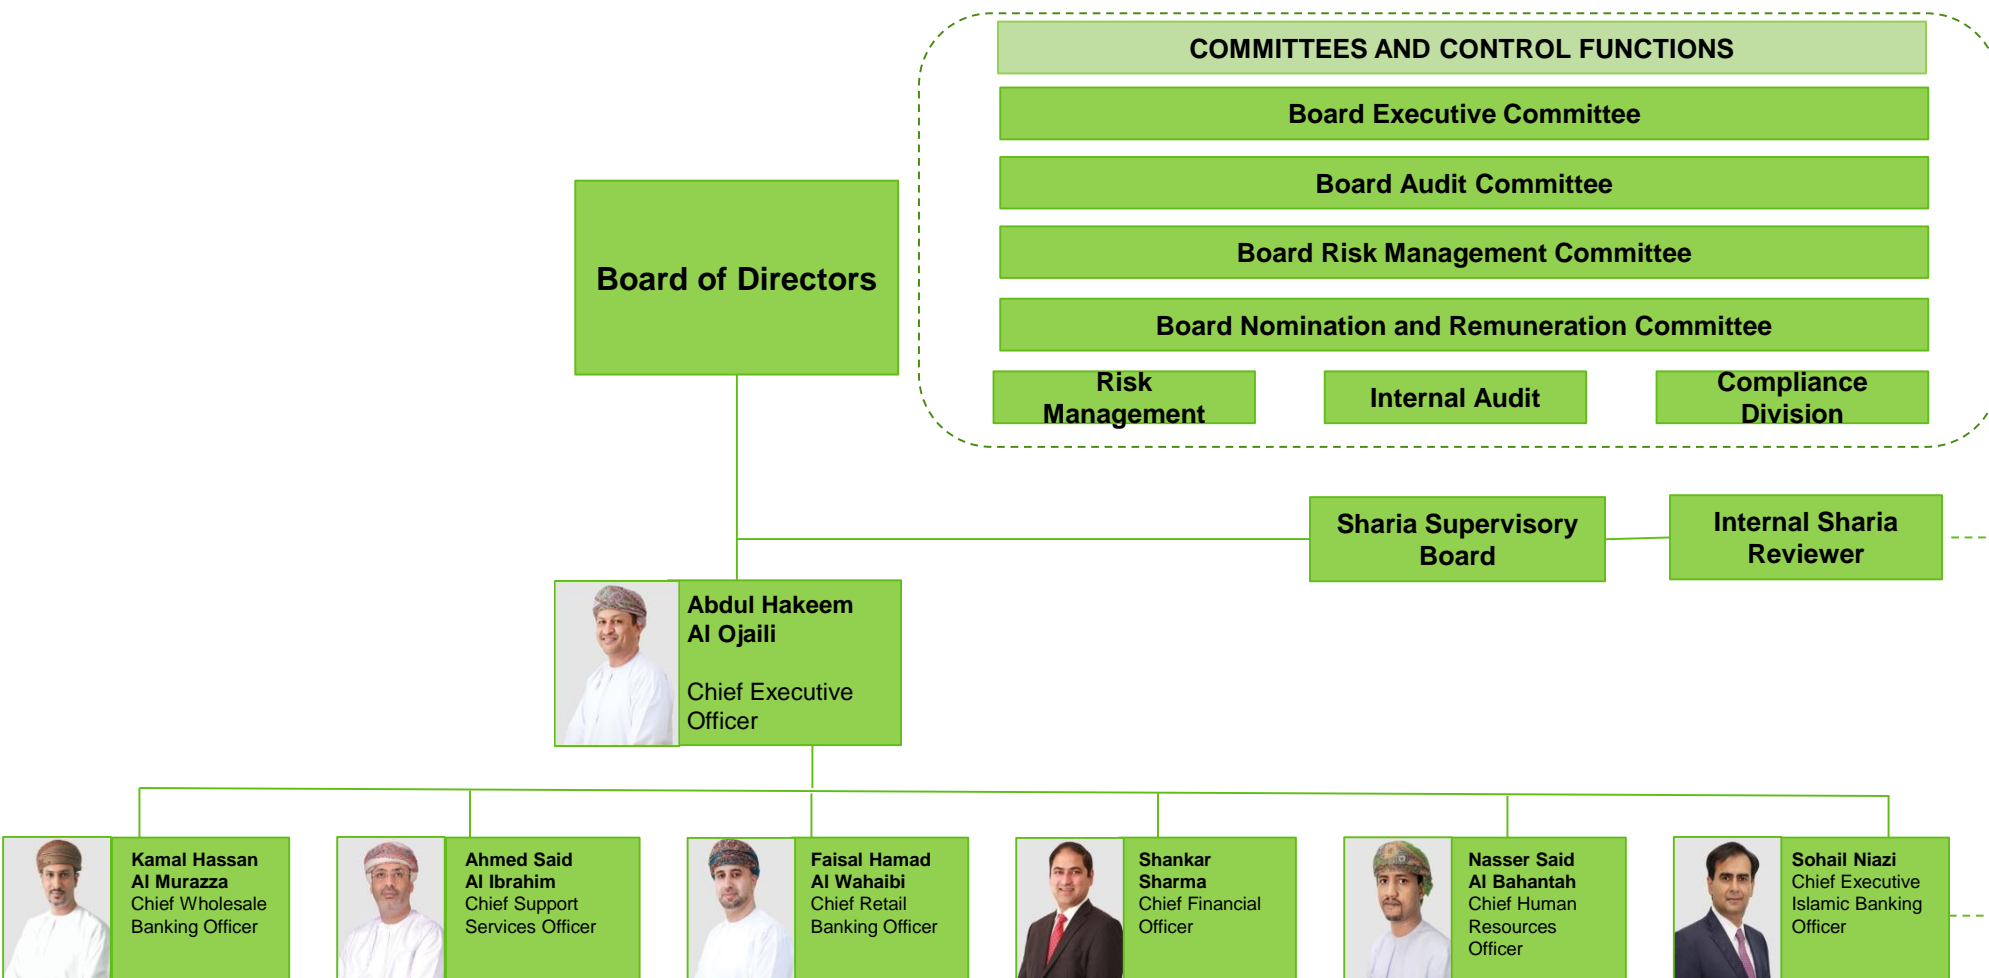 COMMITTEES AND CONTROL FUNCTIONS
Board Executive Committee
Board Audit Committee
Board Risk Management Committee
Board Nomination and Remuneration Committee
Risk
Management
Internal Audit
Compliance
Division
Board of Directors
Sharia Supervisory
Board
Internal Sharia
Reviewer
Abdul Hakeem
Al Ojaili
Chief Executive
Officer
Kamal Hassan
Al Murazza
Chief Wholesale
Banking Officer
Ahmed Said
Al Ibrahim
Chief Support
Services Officer
Faisal Hamad
Al Wahaibi
Chief Retail
Banking Officer
Shankar
Sharma
Chief Financial
Officer
Nasser Said
Al Bahantah
Chief Human
Resources
Officer
Sohail Niazi
Chief Executive
Islamic Banking
Officer